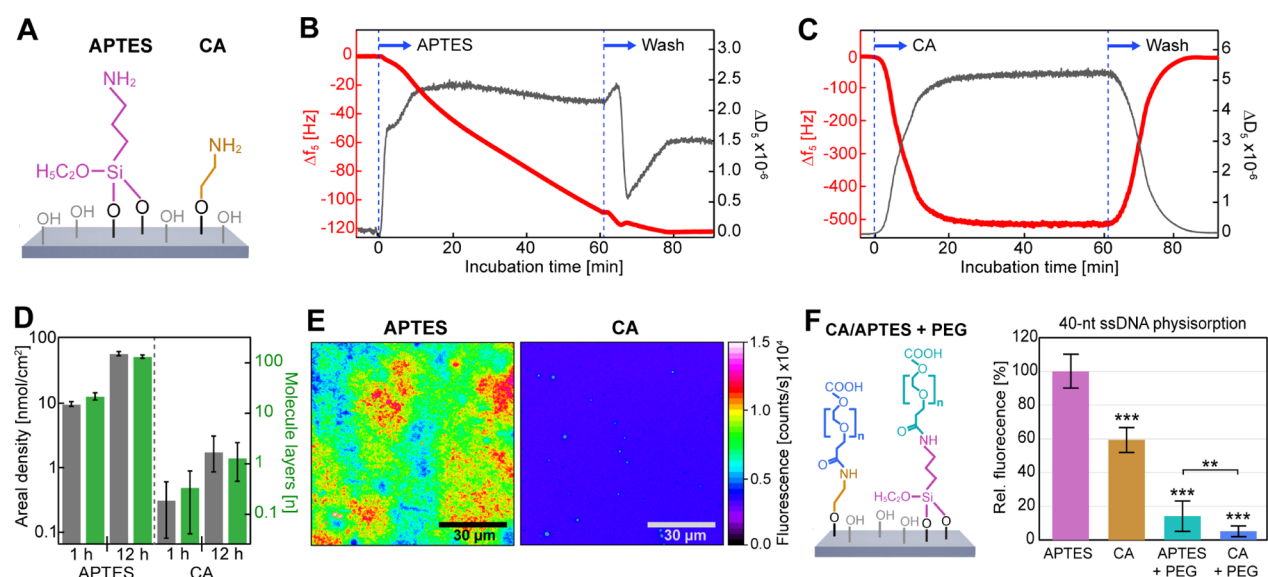 A
APTES
CA
NH₂
NH₂
H₅C₂O
Si
O
O
O
OH
OH
OH
OH
B
APTES
Wash
Δf₅ [Hz]
0
-20
-40
-60
-80
-100
-120
3.0
2.5
2.0
1.5
1.0
0.5
0.0
ΔD₅ x10⁻⁶
0
20
40
60
80
Incubation time [min]
C
CA
Wash
Δf₅ [Hz]
0
-100
-200
-300
-400
-500
6
5
4
3
2
1
0
ΔD₅ x10⁻⁶
0
20
40
60
80
Incubation time [min]
D
Areal density [nmol/cm²]
100
10
1
0.1
100
10
1
0.1
Molecule layers [n]
1 h
12 h
1 h
12 h
APTES
CA
E
APTES
CA
30 μm
30 μm
1.5
1.0
0.5
0.0
Fluorescence [counts/s] x10⁴
F
CA/APTES + PEG
COOH
O
O
n
O
NH
O
OH
COOH
O
O
n
O
NH
H₅C₂O
Si
O
O
OH
OH
OH
40-nt ssDNA physisorption
Rel. fluorescence [%]
120
100
80
60
40
20
0
***
***
**
***
APTES
CA
APTES
+ PEG
CA
+ PEG